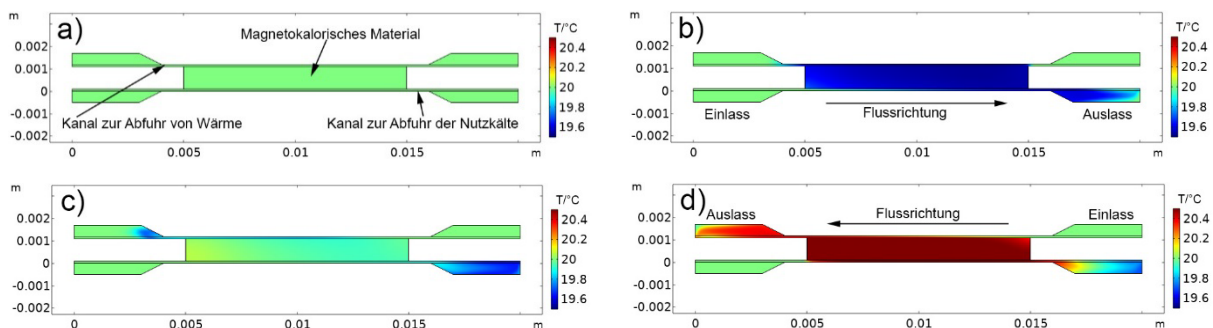 m
a)
T/°C
Magnetokalorisches Material
20.4
0.002
20.2
0.001
20
0
19.8
-0.001
Kanal zur Abfuhr von Wärme
Kanal zur Abfuhr der Nutzkälte
19.6
-0.002
0
0.005
0.01
0.015
m
m
b)
T/°C
20.4
0.002
20.2
0.001
20
0
19.8
-0.001
Einlass
Flussrichtung
Auslass
19.6
-0.002
0
0.005
0.01
0.015
m
m
c)
T/°C
20.4
0.002
20.2
0.001
20
0
19.8
-0.001
19.6
-0.002
0
0.005
0.01
0.015
m
m
d)
T/°C
Auslass
Flussrichtung
Einlass
20.4
0.002
20.2
0.001
20
0
19.8
-0.001
19.6
-0.002
0
0.005
0.01
0.015
m